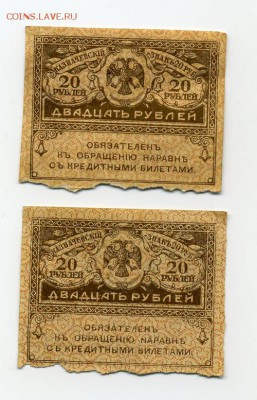 COINS.LAVE.RU
КАЗНАЧЕЙСКІЙ ЗНАКЪ
20 20
РУБЛЕЙ РУБЛЕЙ
ДВАДЦАТЬ РУБЛЕЙ
ОБЯЗАТЕЛЕНЪ
КЪ ОБРАЩЕНІЮ НАРАВНѢ
СЪ КРЕДИТНЫМИ БИЛЕТАМИ.
КАЗНАЧЕЙСКІЙ ЗНАКЪ
20 20
РУБЛЕЙ РУБЛЕЙ
ДВАДЦАТЬ РУБЛЕЙ
ОБЯЗАТЕЛЕНЪ
КЪ ОБРАЩЕНІЮ НАРАВНѢ
СЪ КРЕДИТНЫМИ БИЛЕТАМИ.